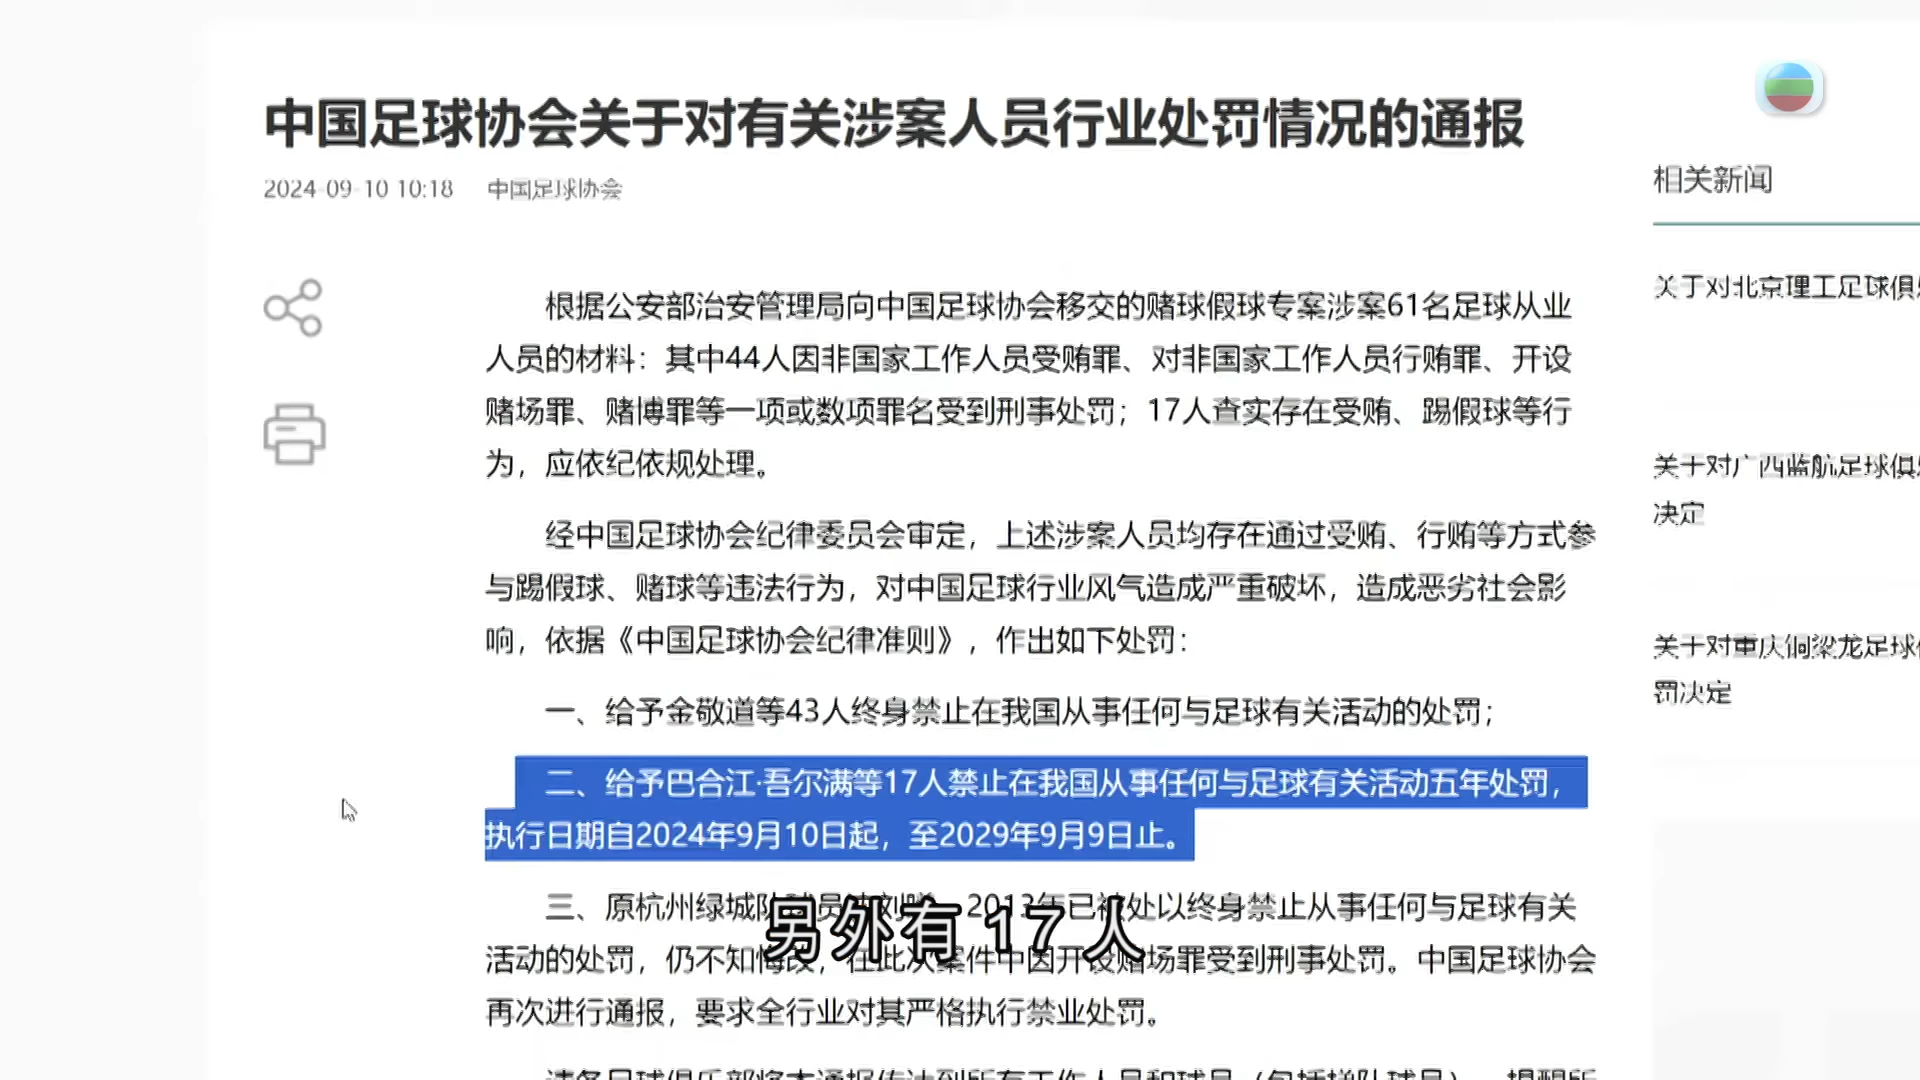 中国足球协会关于对有关涉案人员行业处罚情况的通报
2024-09-10 10:18 中国足球协会
相关新闻
关于对北京理工足球俱
关于对广西蓝航足球俱
决定
关于对重庆铜梁龙足球
罚决定
根据公安部治安管理局向中国足球协会移交的赌球假球专案涉案61名足球从业
人员的材料：其中44人因非国家工作人员受贿罪、对非国家工作人员行贿罪、开设
赌场罪、赌博罪等一项或数项罪名受到刑事处罚；17人查实存在受贿、踢假球等行
为，应依纪依规处理。
经中国足球协会纪律委员会审定，上述涉案人员均存在通过受贿、行贿等方式参
与踢假球、赌球等违法行为，对中国足球行业风气造成严重破坏，造成恶劣社会影
响，依据《中国足球协会纪律准则》，作出如下处罚：
一、给予金敬道等43人终身禁止在我国从事任何与足球有关活动的处罚；
二、给予巴合江·吾尔满等17人禁止在我国从事任何与足球有关活动五年处罚，
执行日期自2024年9月10日起，至2029年9月9日止。
三、原杭州绿城队 2013年已被处以终身禁止从事任何与足球有关
活动的处罚，仍不知悔改，在此次案件中因开设赌场罪受到刑事处罚。中国足球协会
再次进行通报，要求全行业对其严格执行禁业处罚。
另外有17人